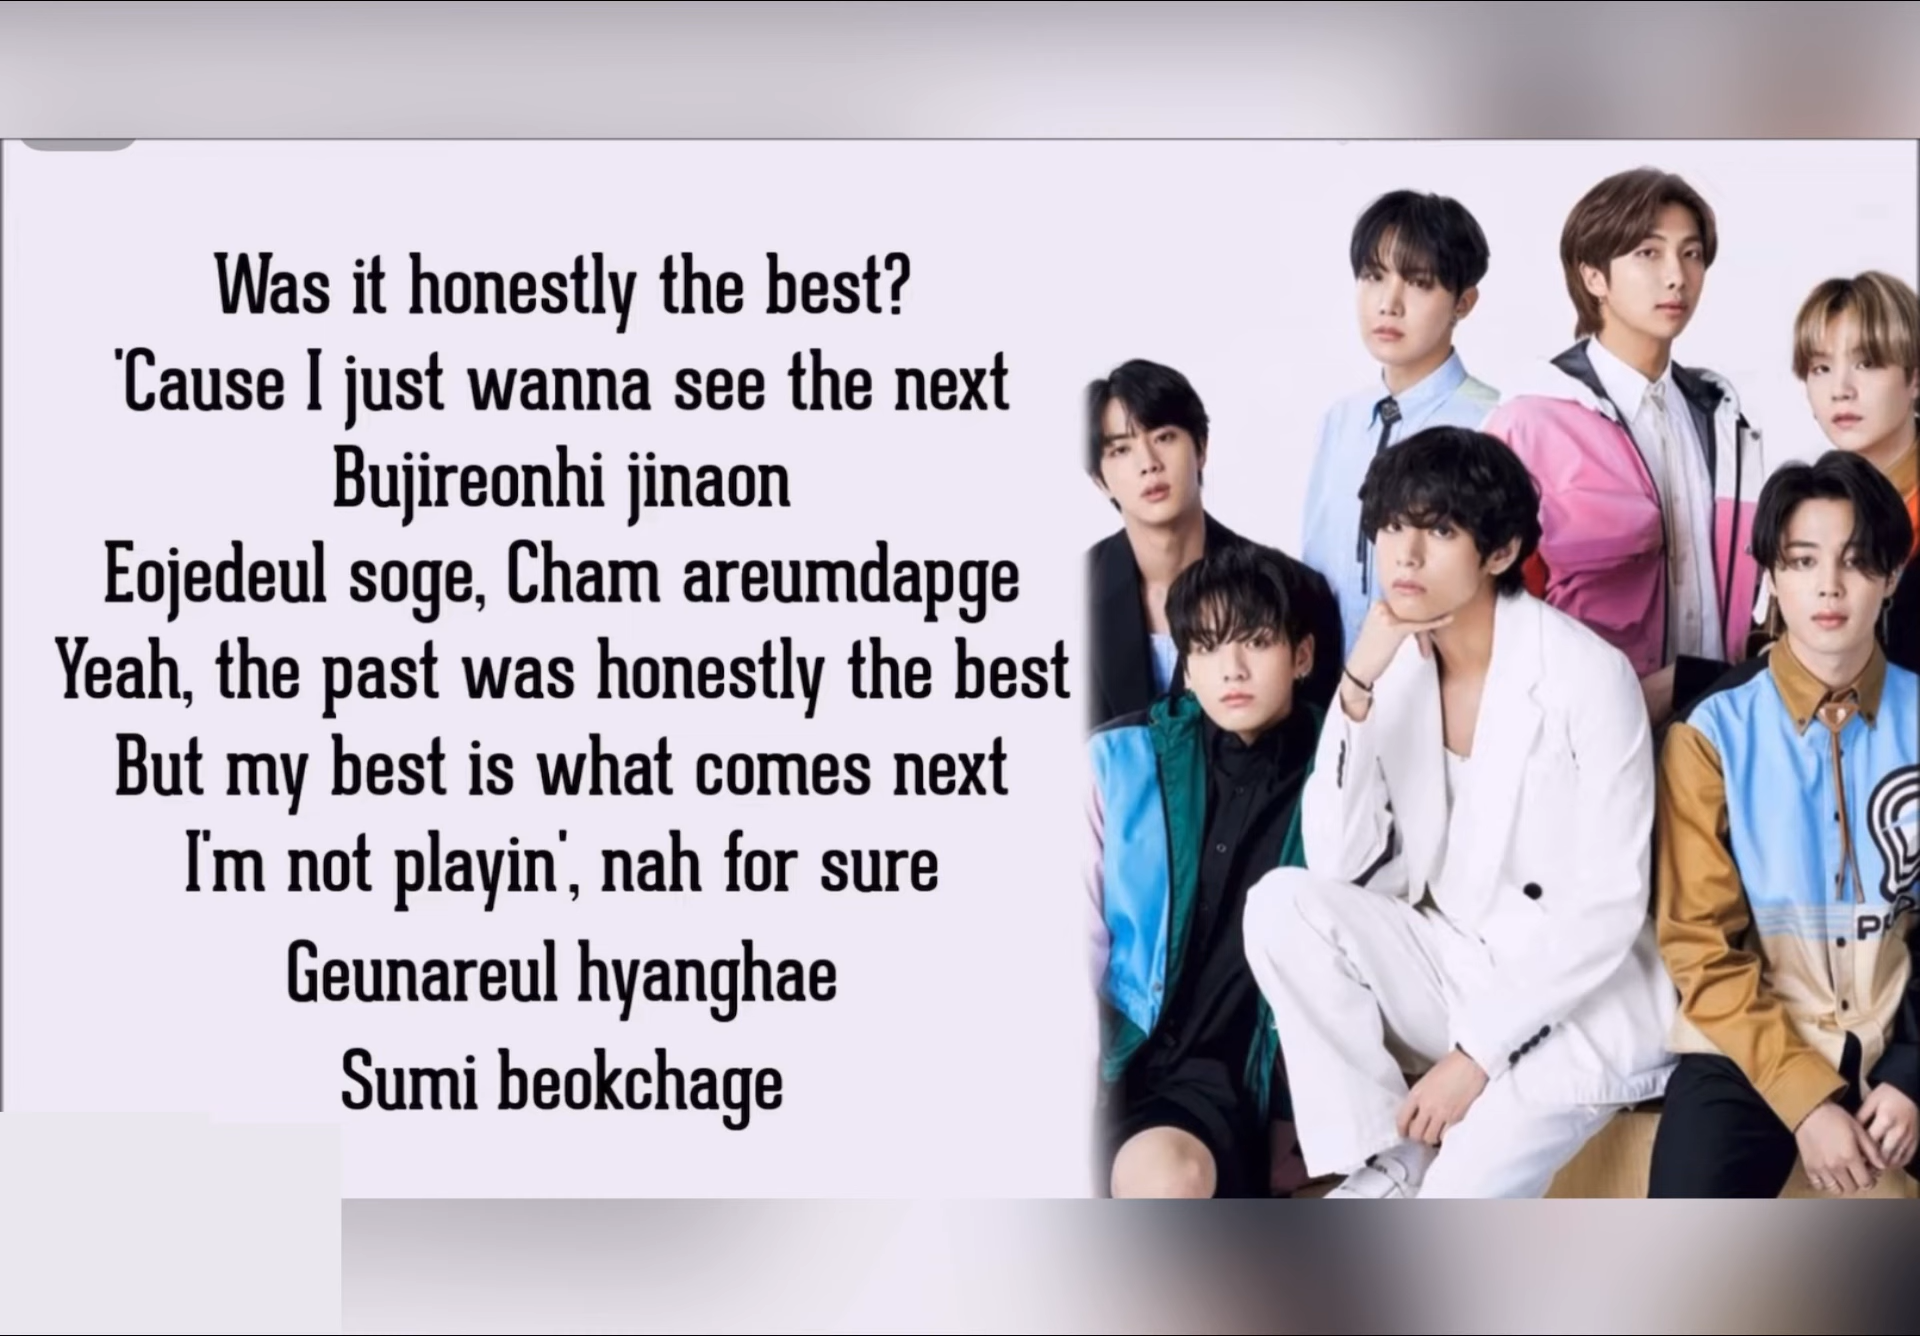 Was it honestly the best?
'Cause I just wanna see the next
Bujireonhi jinaon
Eojedeul soge, Cham areumdapge
Yeah, the past was honestly the best
But my best is what comes next
I'm not playin', nah for sure
Geunareul hyanghae
Sumi beokchage